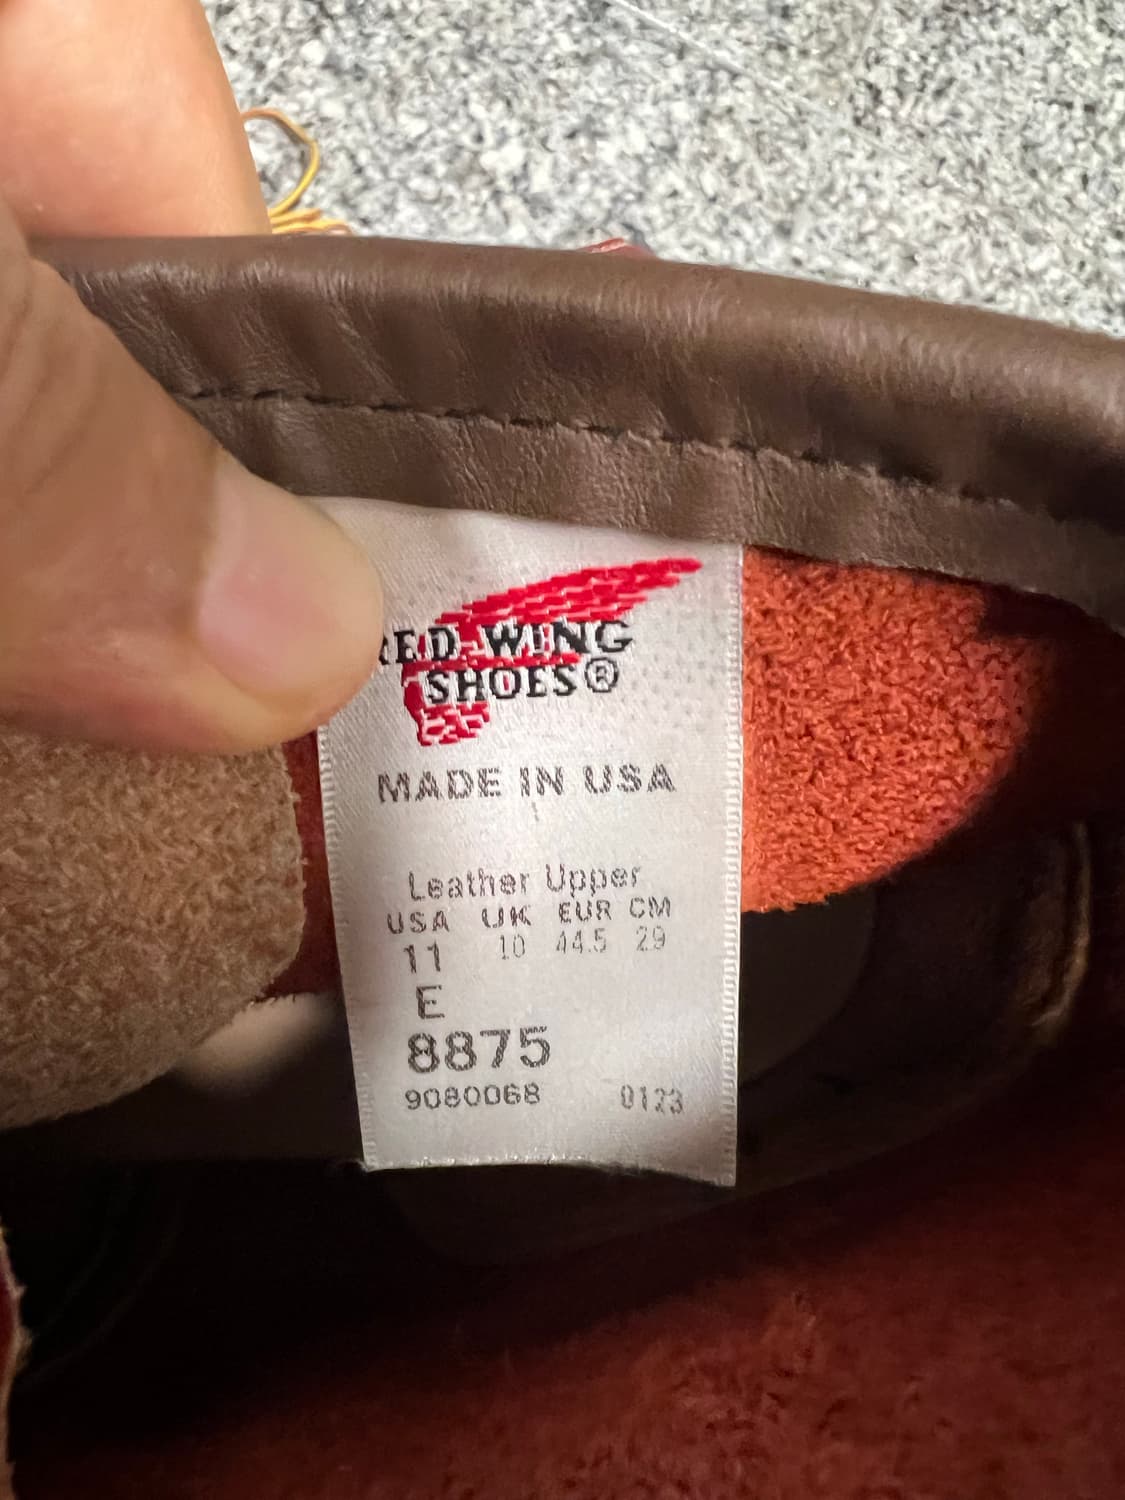 RED WING
SHOES®
MADE IN USA
Leather Upper
USA UK EUR CM
11 10 44.5 29
E
8875
9080068 0123